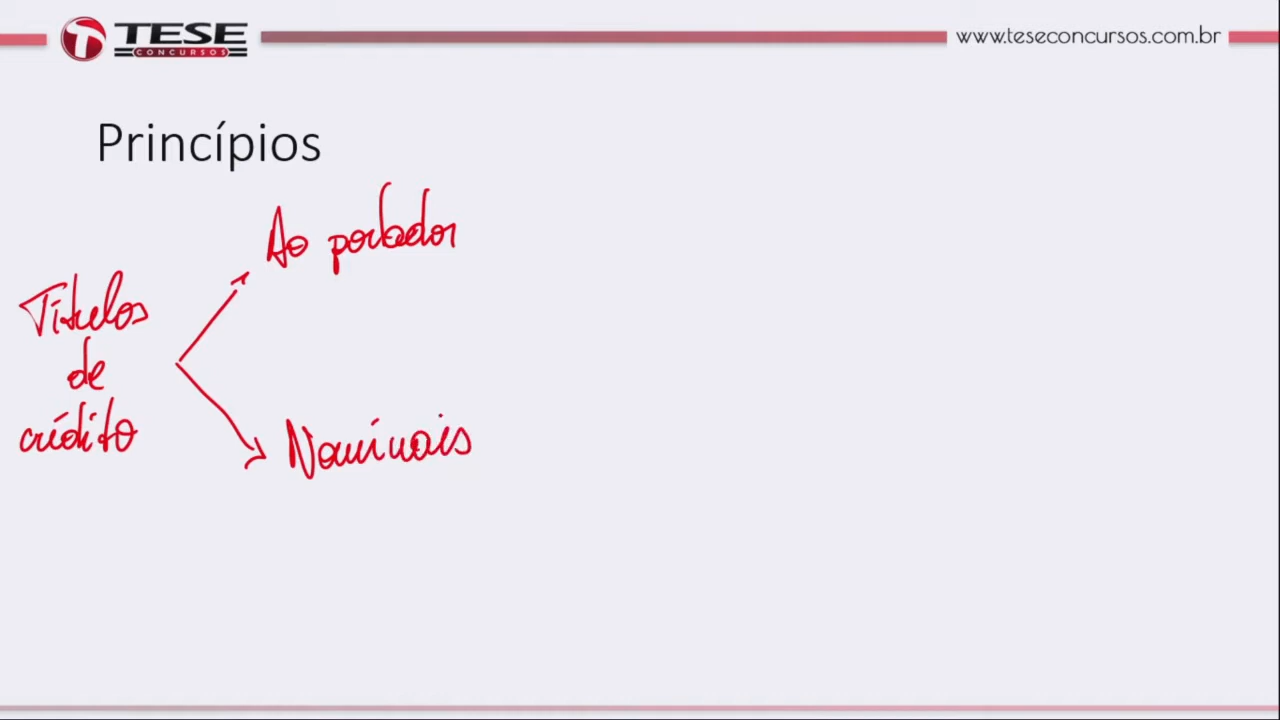 TESE
CONCURSOS
www.teseconcursos.com.br
Princípios
Ao portador
Títulos
de
crédito
Nominais